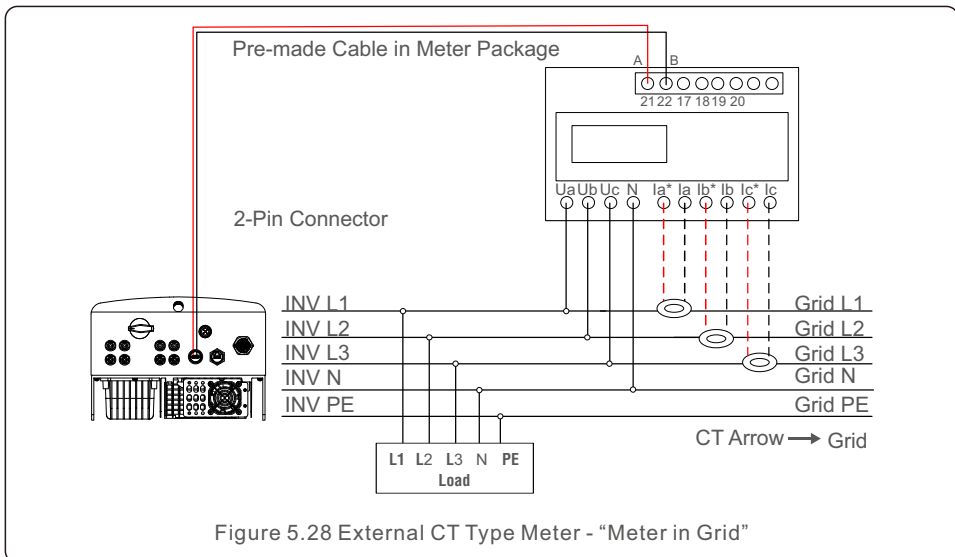 Pre-made Cable in Meter Package
A B
21 22 17 18 19 20
Ua Ub Uc N Ia* Ia Ib* Ib Ic* Ic
2-Pin Connector
INV L1 Grid L1
INV L2 Grid L2
INV L3 Grid L3
INV N Grid N
INV PE Grid PE
CT Arrow Grid
L1 L2 L3 N PE
Load
Figure 5.28 External CT Type Meter - “Meter in Grid”